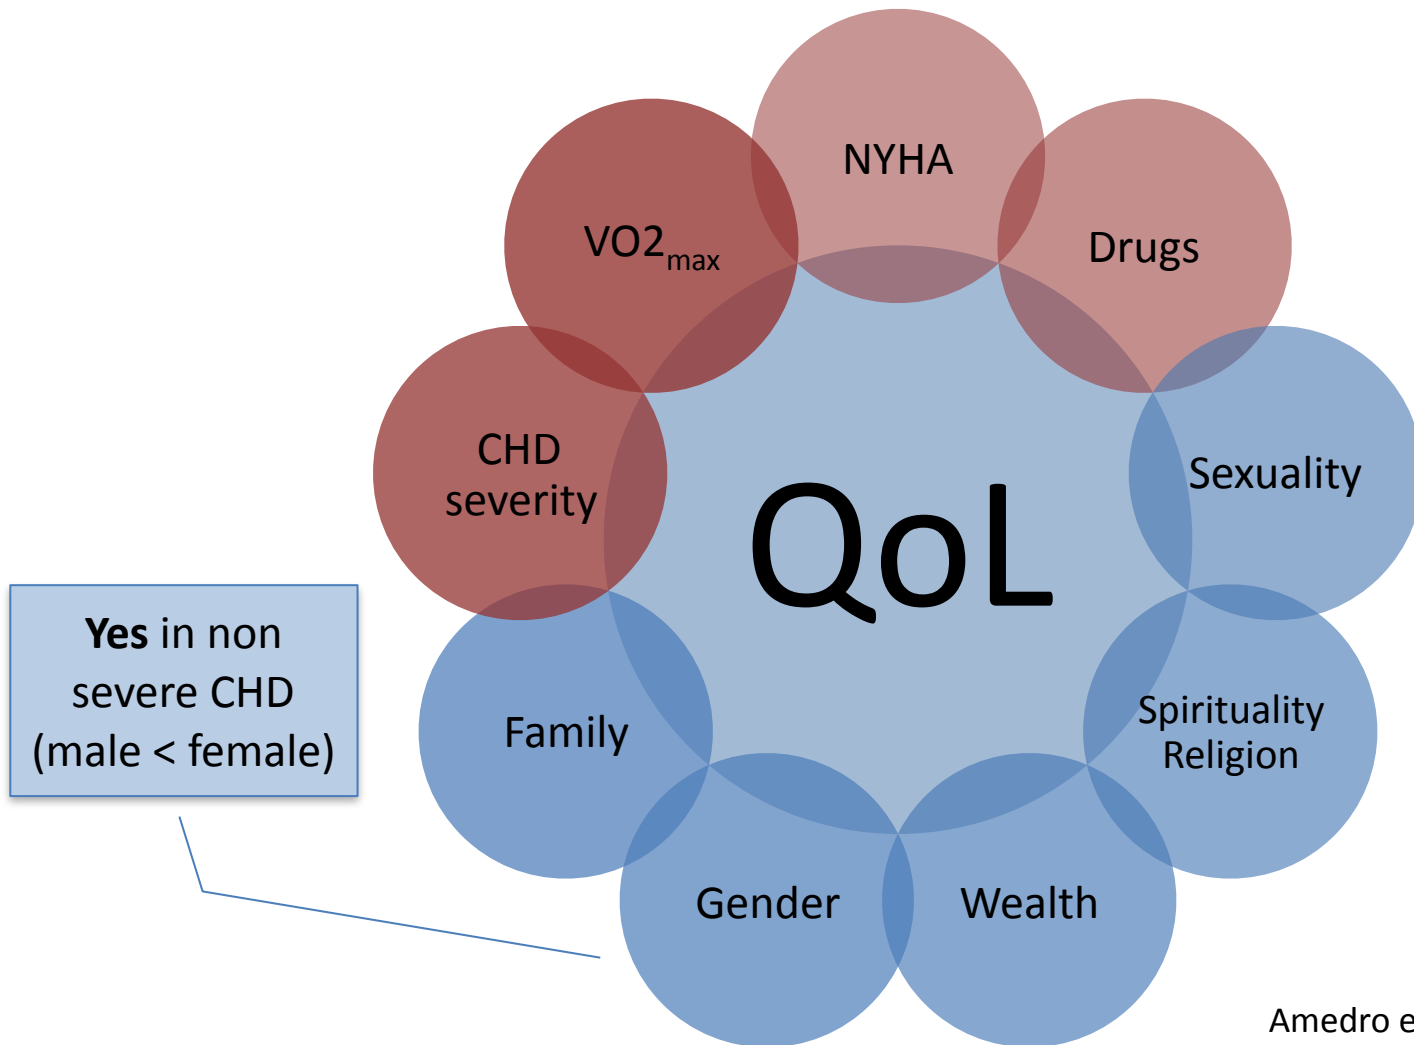 NYHA
VO2max
Drugs
CHD
severity
Sexuality
QoL
Yes in non
severe CHD
(male < female)
Family
Spirituality
Religion
Gender
Wealth
Amedro e